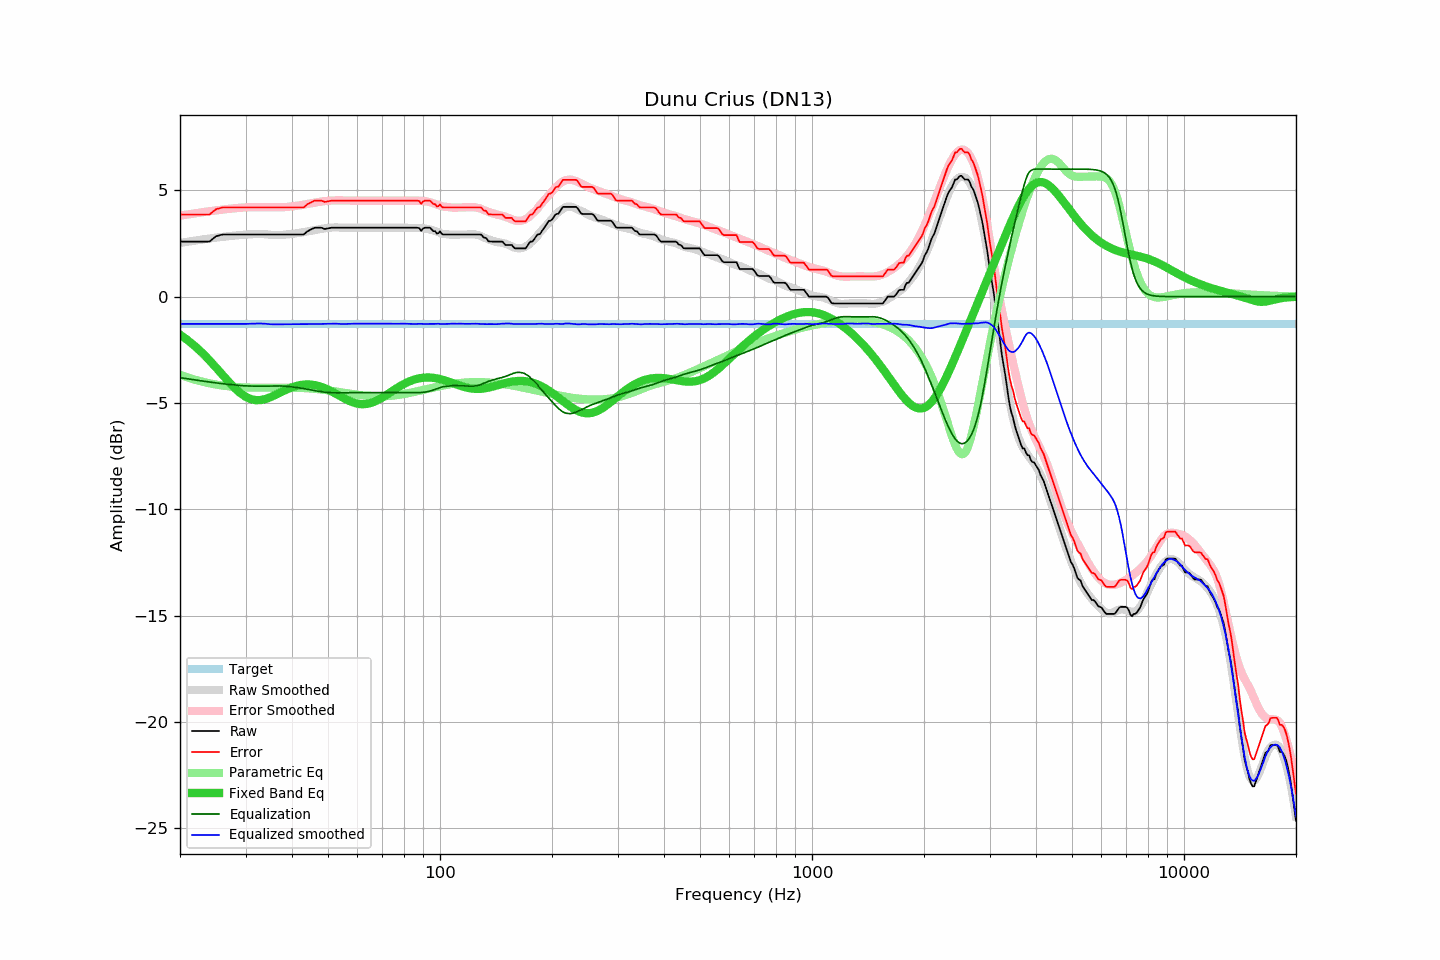 Dunu Crius (DN13)
Amplitude (dBr)
5
0
−5
−10
−15
−20
−25
Target
Raw Smoothed
Error Smoothed
Raw
Error
Parametric Eq
Fixed Band Eq
Equalization
Equalized smoothed
100
1000
10000
Frequency (Hz)